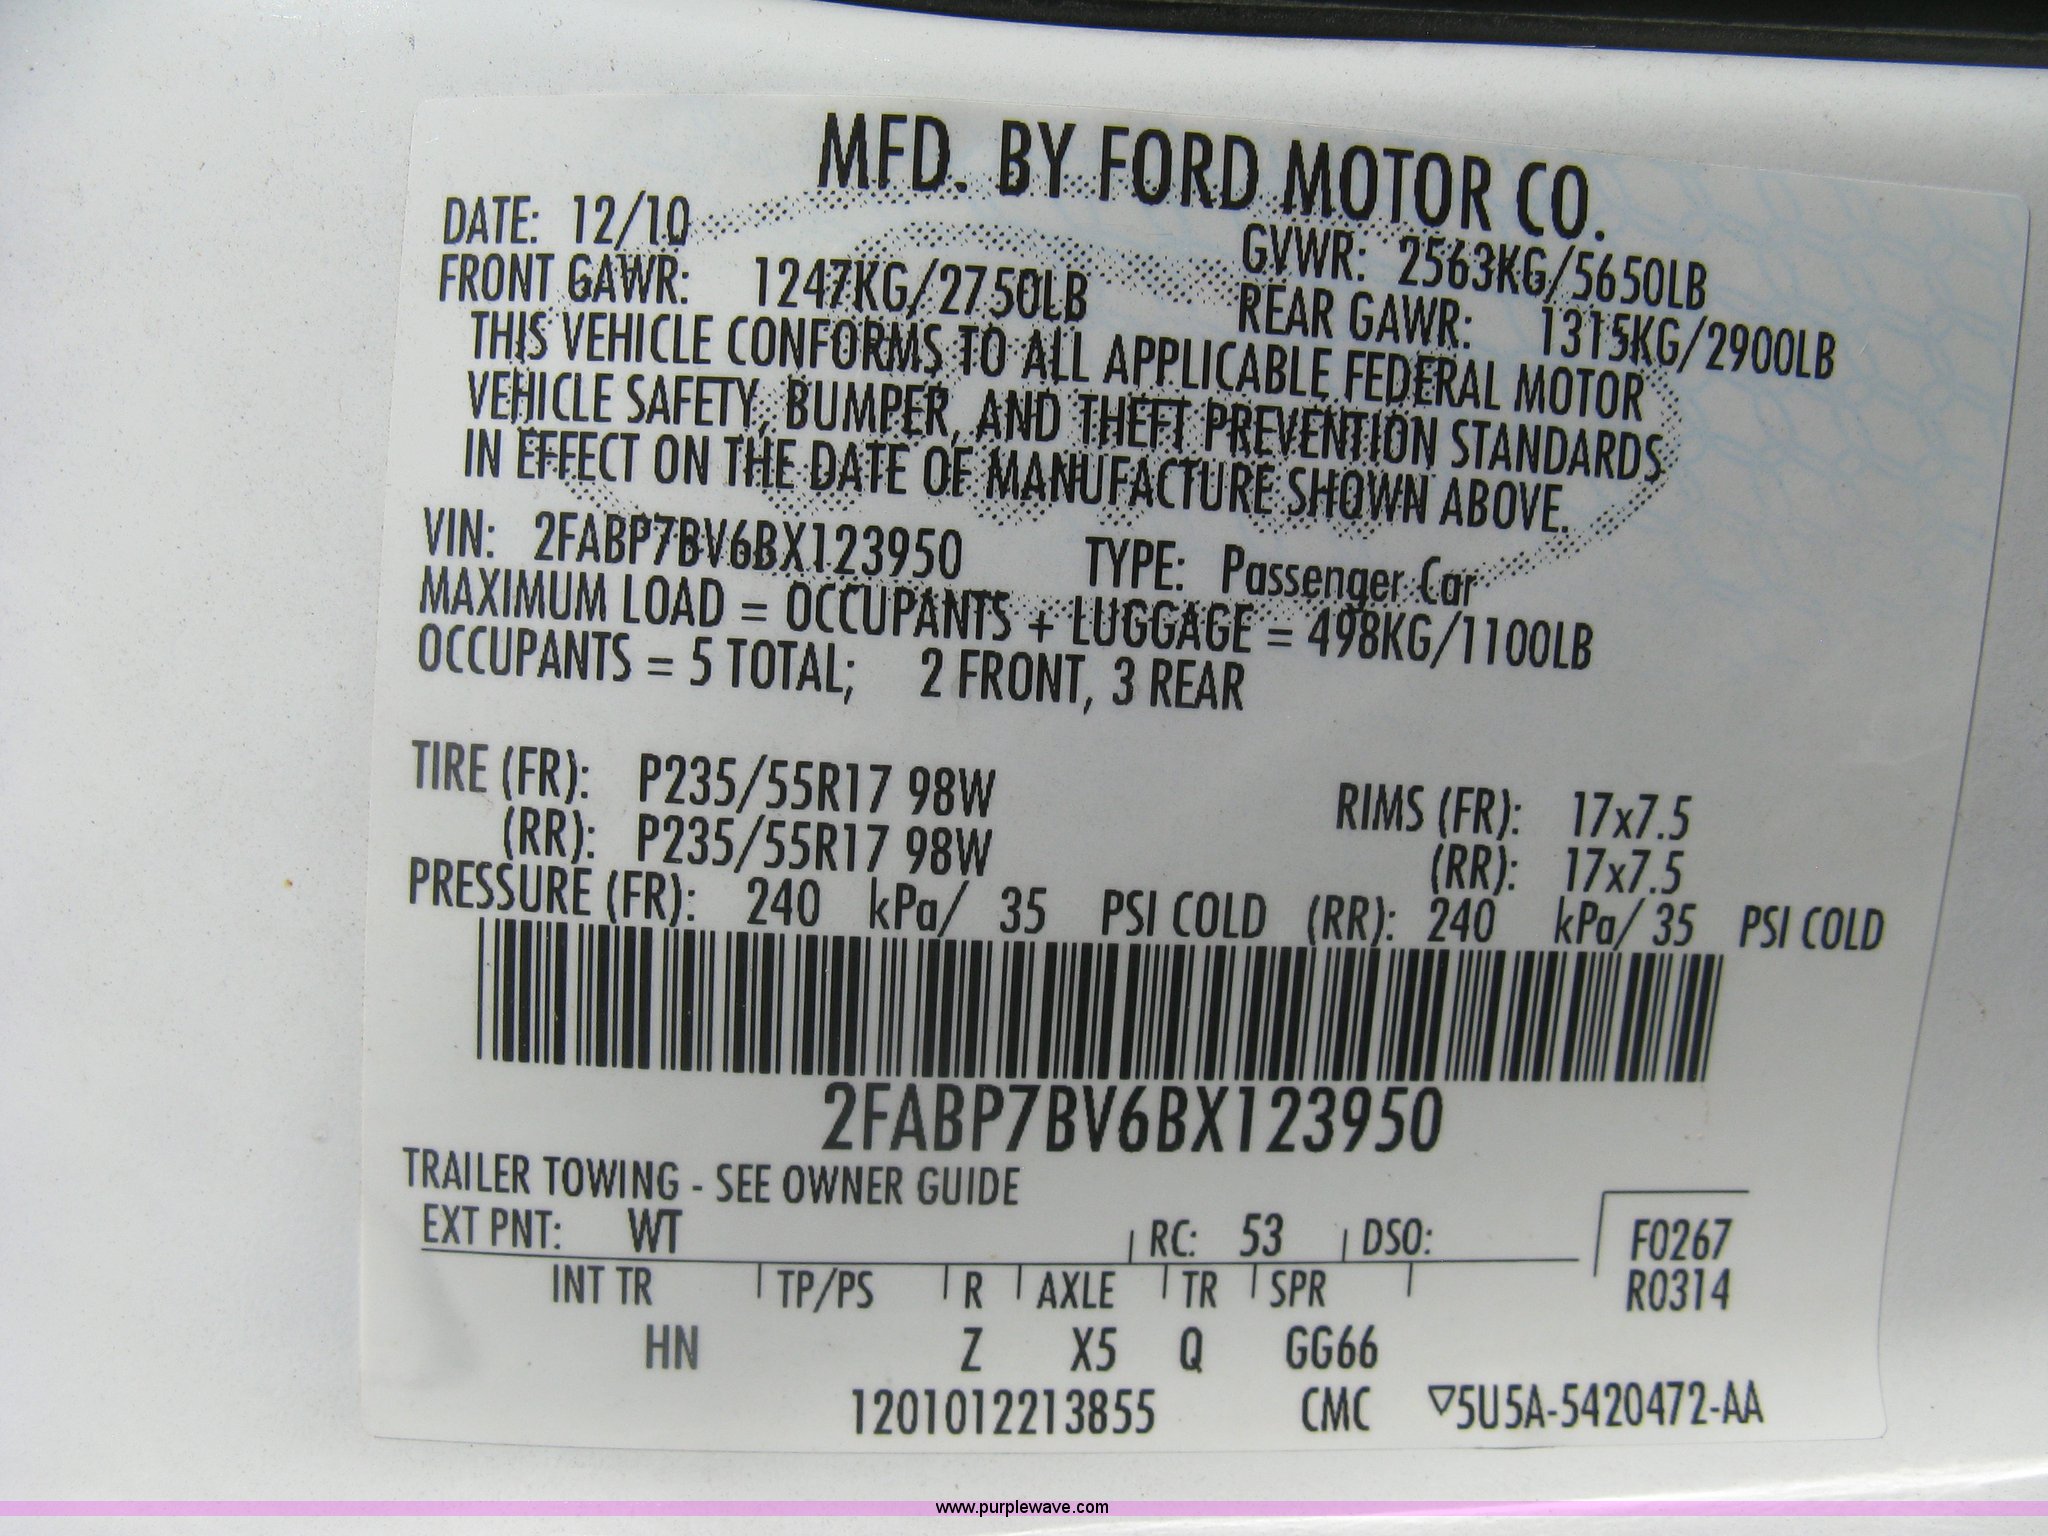 MFD. BY FORD MOTOR CO.
DATE: 12/10 GVWR: 2563KG/5650LB
FRONT GAWR: 1247KG/2750LB REAR GAWR: 1315KG/2900LB
THIS VEHICLE CONFORMS TO ALL APPLICABLE FEDERAL MOTOR
VEHICLE SAFETY, BUMPER, AND THEFT PREVENTION STANDARDS
IN EFFECT ON THE DATE OF MANUFACTURE SHOWN ABOVE.
VIN: 2FABP7BV6BX123950 TYPE: Passenger Car
MAXIMUM LOAD = OCCUPANTS + LUGGAGE = 498KG/1100LB
OCCUPANTS = 5 TOTAL; 2 FRONT, 3 REAR
TIRE (FR): P235/55R17 98W RIMS (FR): 17x7.5
(RR): P235/55R17 98W (RR): 17x7.5
PRESSURE (FR): 240 kPa/ 35 PSI COLD (RR): 240 kPa/ 35 PSI COLD
2FABP7BV6BX123950
TRAILER TOWING - SEE OWNER GUIDE
EXT PNT: WT RC: 53 DSO: F0267
INT TR TP/PS R AXLE TR SPR R0314
HN Z X5 Q GG66
1201012213855 CMC ▽5U5A-5420472-AA
www.purplewave.com